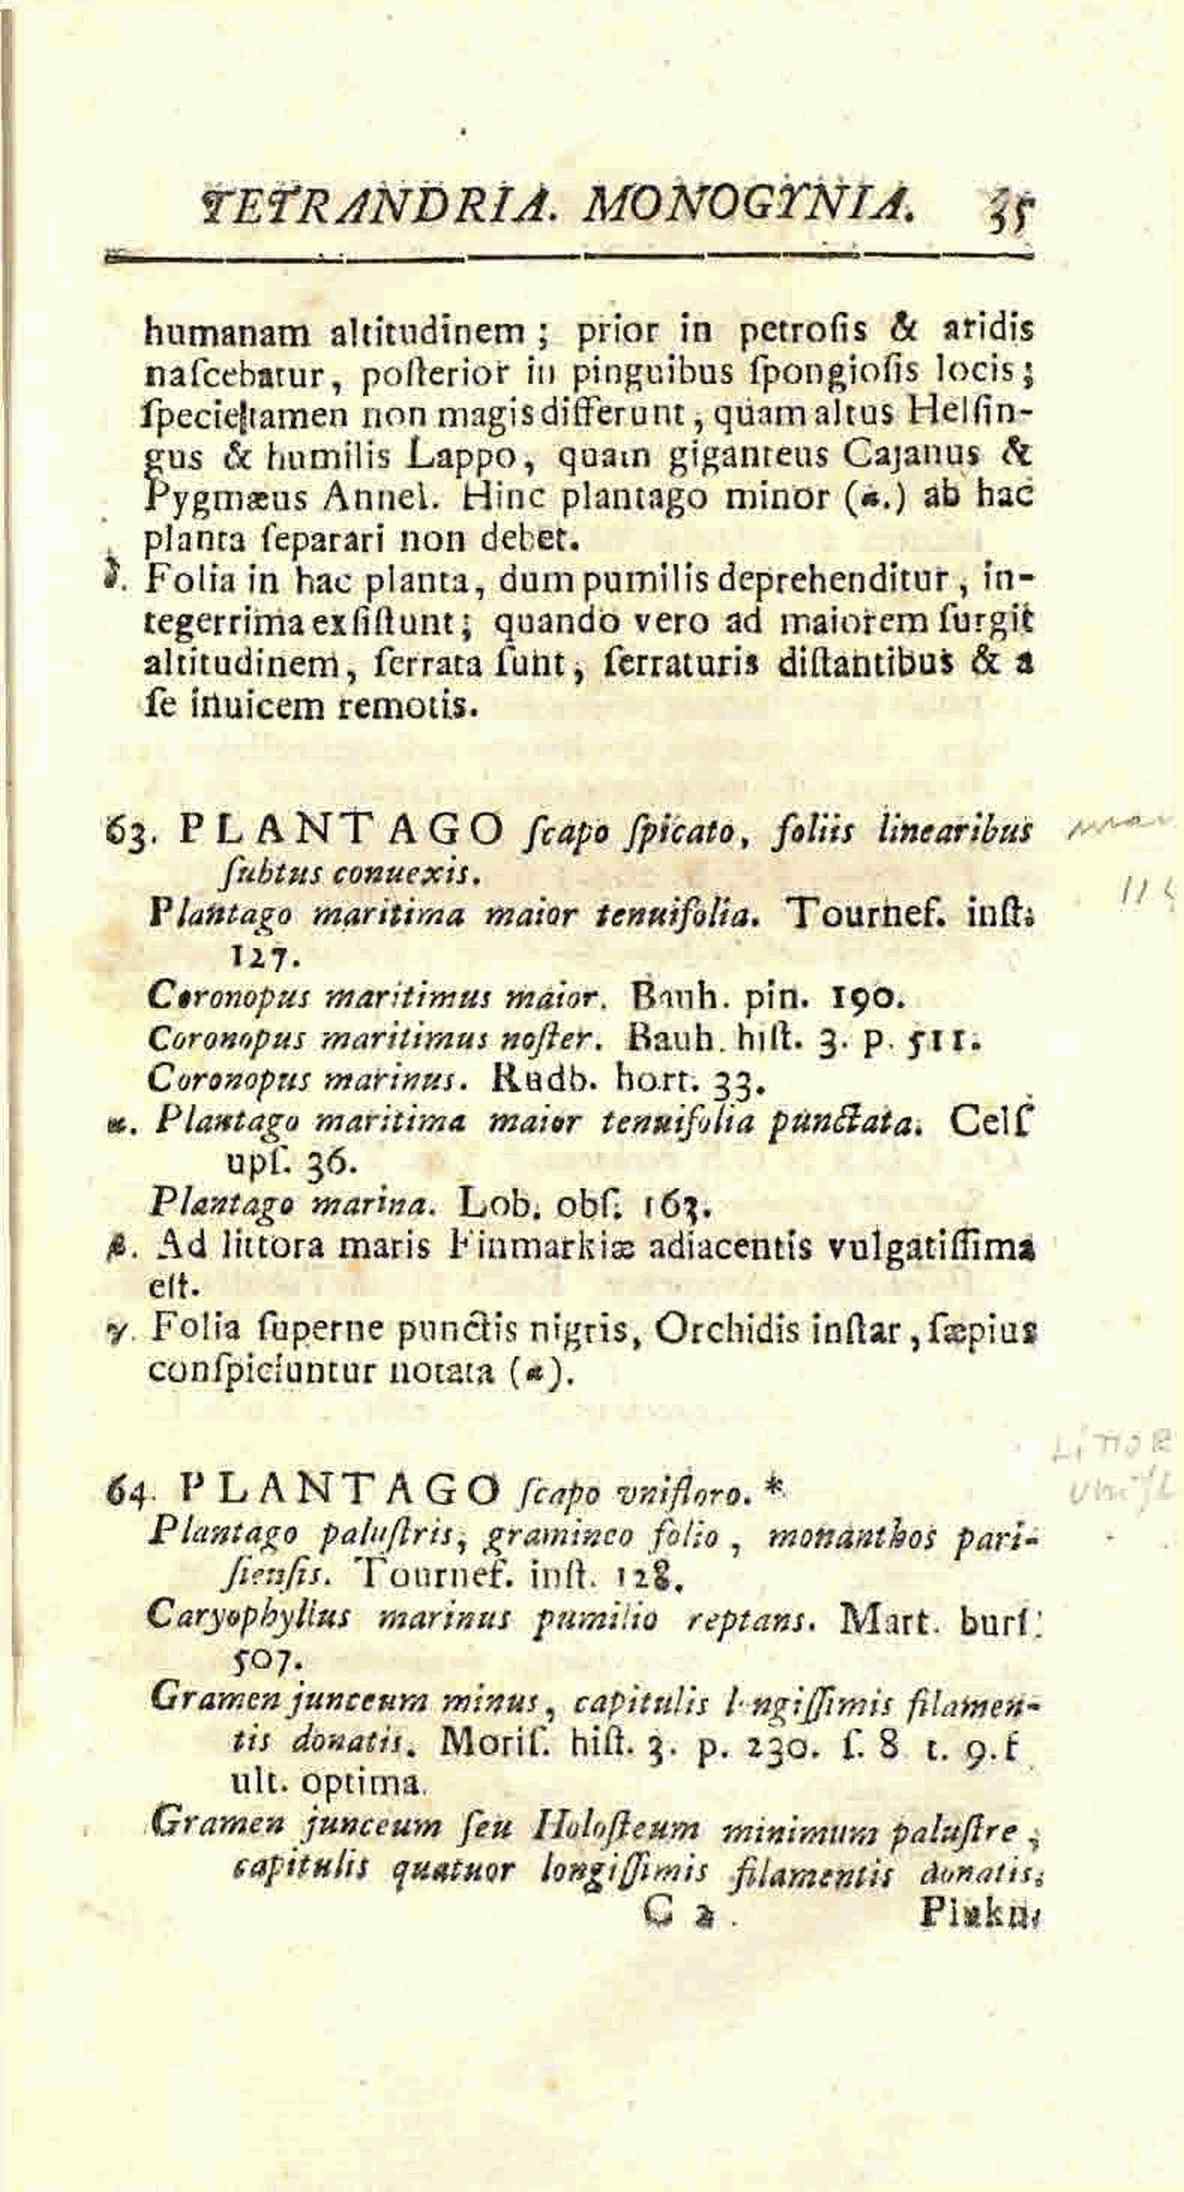 TETRANDRIA. MONOGYNIA. 35
humanam altitudinem; prior in petroſis & aridis
naſcebatur, poſterior in pinguibus ſpongioſis locis;
ſpecie tamen non magis differunt, quam altus Helſin-
gus & humilis Lappo, quam giganteus Cajanus &
Pygmæus Annel. Hinc plantago minor (α.) ab hac
planta ſeparari non debet.
δ. Folia in hac planta, dum pumilis deprehenditur, in-
tegerrima exſiſtunt; quando vero ad maiorem ſurgit
altitudinem, ſerrata ſunt, ſerraturis diſtantibus & a
ſe inuicem remotis.
63. PLANTAGO ſcapo ſpicato, foliis linearibus
ſubtus conuexis.
Plantago maritima maior tenuifolia. Tournef. inſt.
127.
Coronopus maritimus maior. Bauh. pin. 190.
Coronopus maritimus noſter. Bauh. hiſt. 3. p. 511.
Coronopus marinus. Rudb. hort. 33.
α. Plantago maritima maior tenuifolia punctata. Celſ
upſ. 36.
Plantago marina. Lob. obſ. 163.
β. Ad littora maris Finmarkiæ adiacentis vulgatiſſima
eſt.
γ. Folia ſuperne punctis nigris, Orchidis inſtar, ſæpius
conſpiciuntur notata (α).
64. PLANTAGO ſcapo vnifloro. *
Plantago paluſtris, gramineo folio, monanthos pari-
ſienſis. Tournef. inſt. 128.
Caryophyllus marinus pumilio reptans. Mart. burſ.
507.
Gramen junceum minus, capitulis longiſſimis filamen-
tis donatis. Moriſ. hiſt. 3. p. 230. ſ. 8 t. 9. f.
ult. optima.
Gramen junceum ſeu Holoſteum minimum paluſtre,
capitulis quatuor longiſſimis filamentis donatis.
C 2. Plukn.